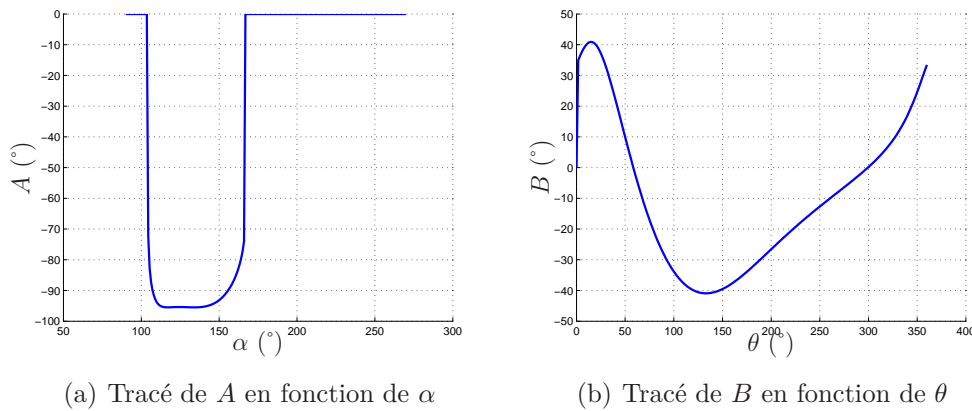 0
−10
−20
−30
−40
−50
−60
−70
−80
−90
−100
A (°)
50 100 150 200 250 300
α (°)
(a) Tracé de A en fonction de α
50
40
30
20
10
0
−10
−20
−30
−40
−50
B (°)
0 50 100 150 200 250 300 350 400
θ (°)
(b) Tracé de B en fonction de θ